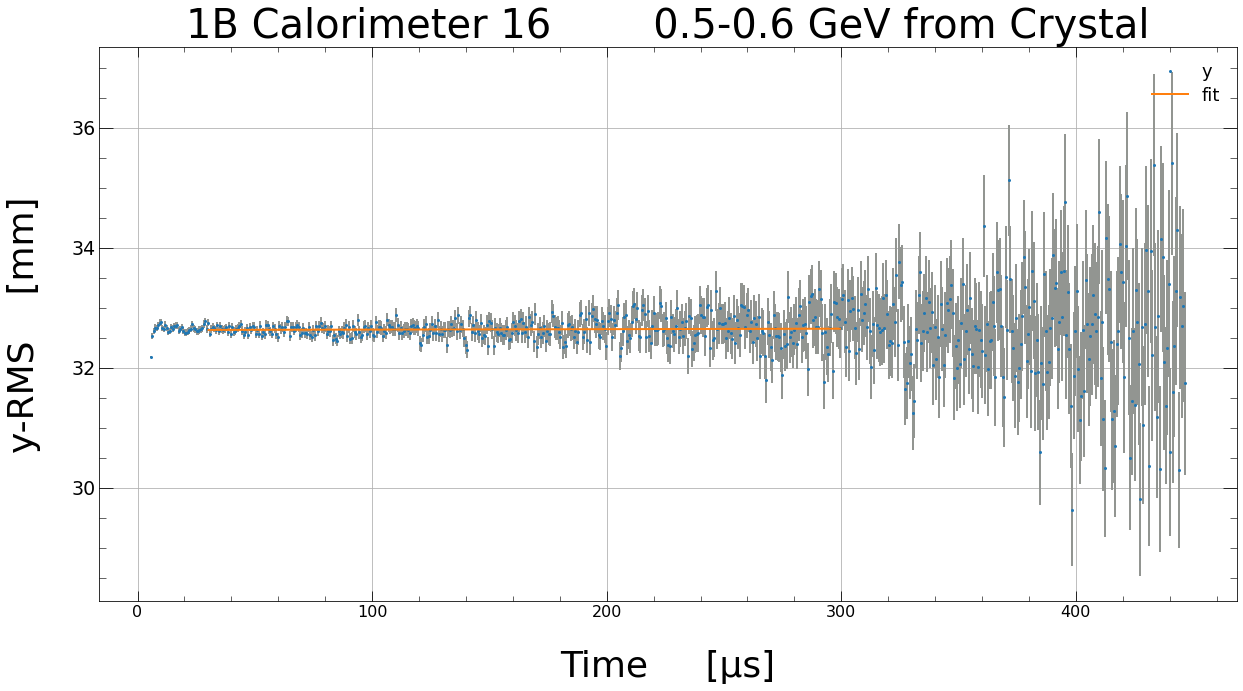 1B Calorimeter 16 0.5-0.6 GeV from Crystal
y
fit
36
34
32
30
y-RMS [mm]
0 100 200 300 400
Time [µs]